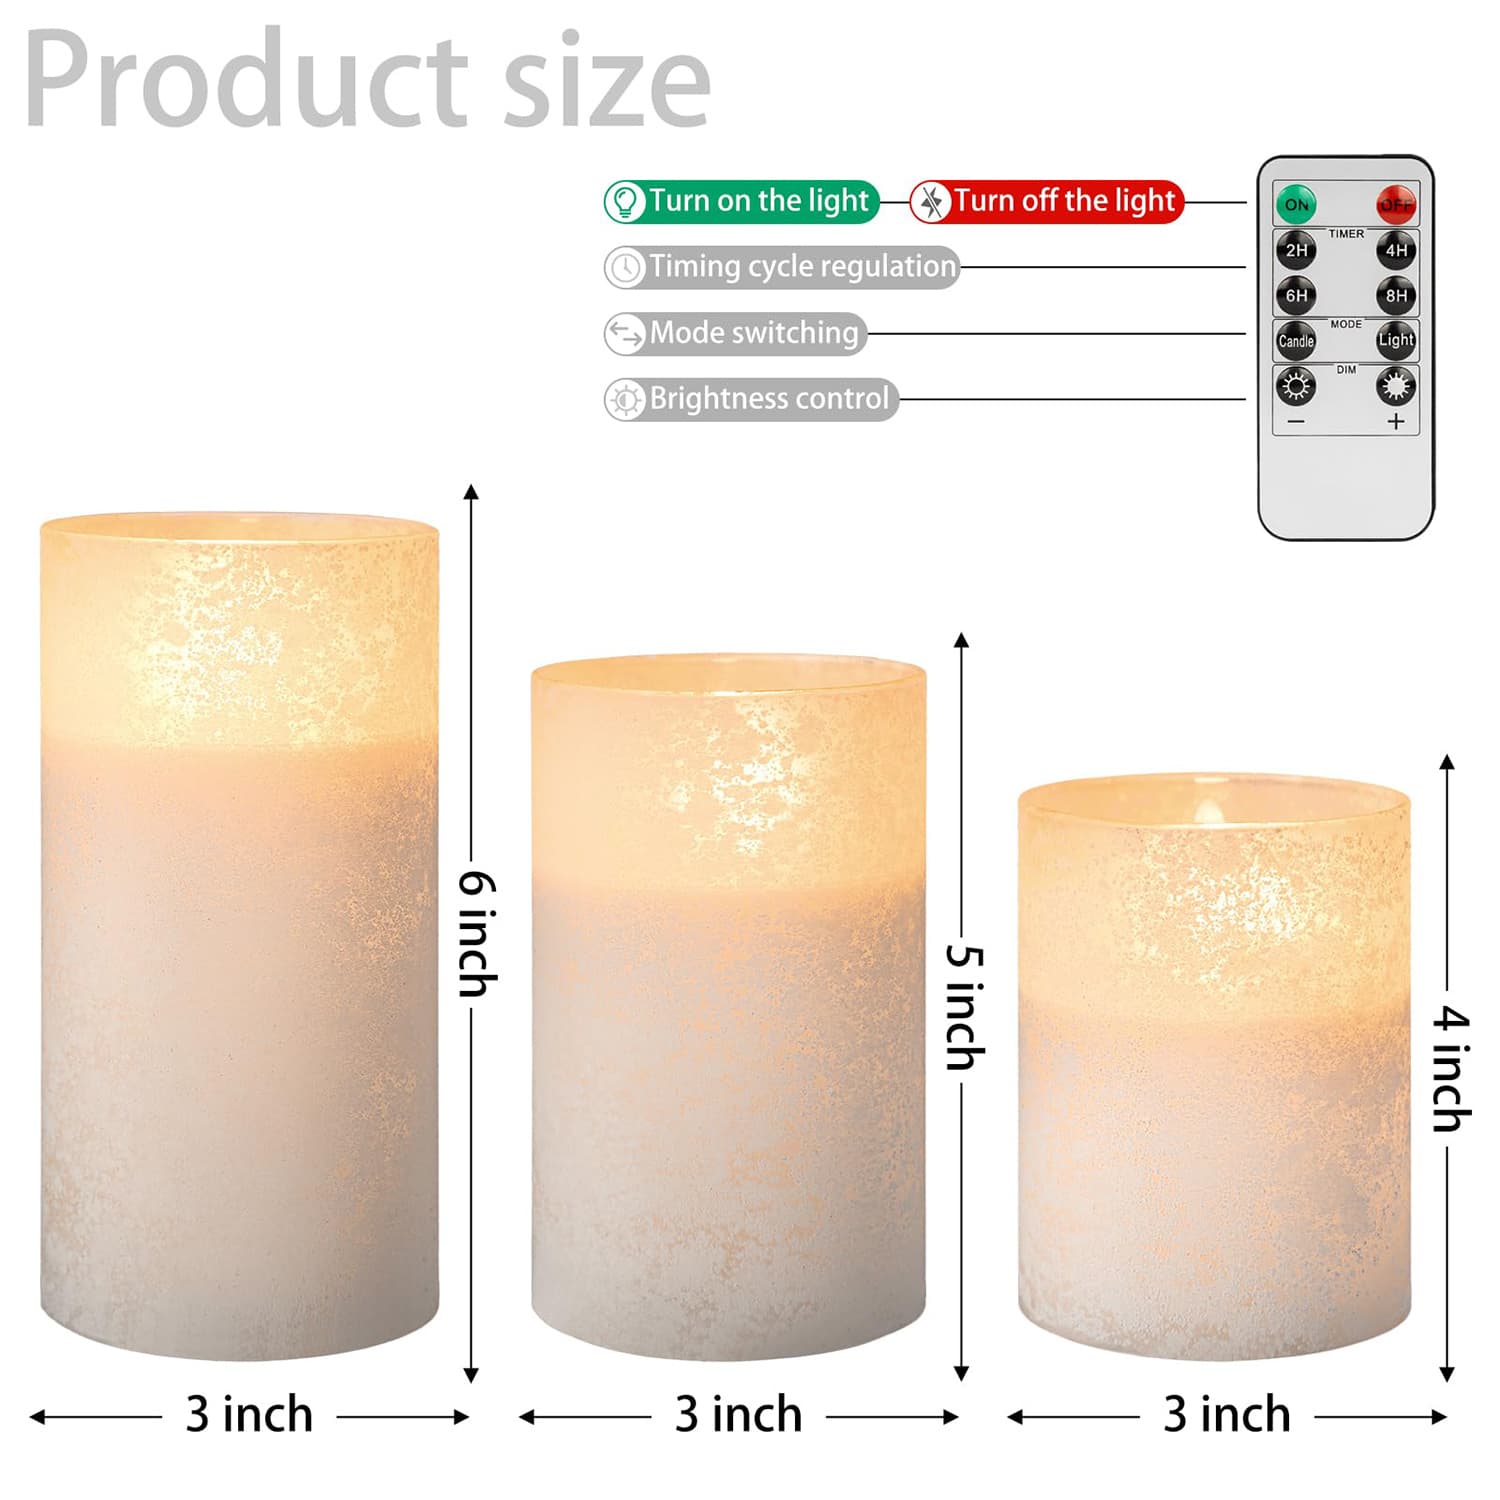 Product size
Turn on the light
Turn off the light
Timing cycle regulation
Mode switching
Brightness control
ON OFF
TIMER
2H 4H
6H 8H
MODE
Candle Light
DIM
− +
6 inch
5 inch
4 inch
3 inch
3 inch
3 inch